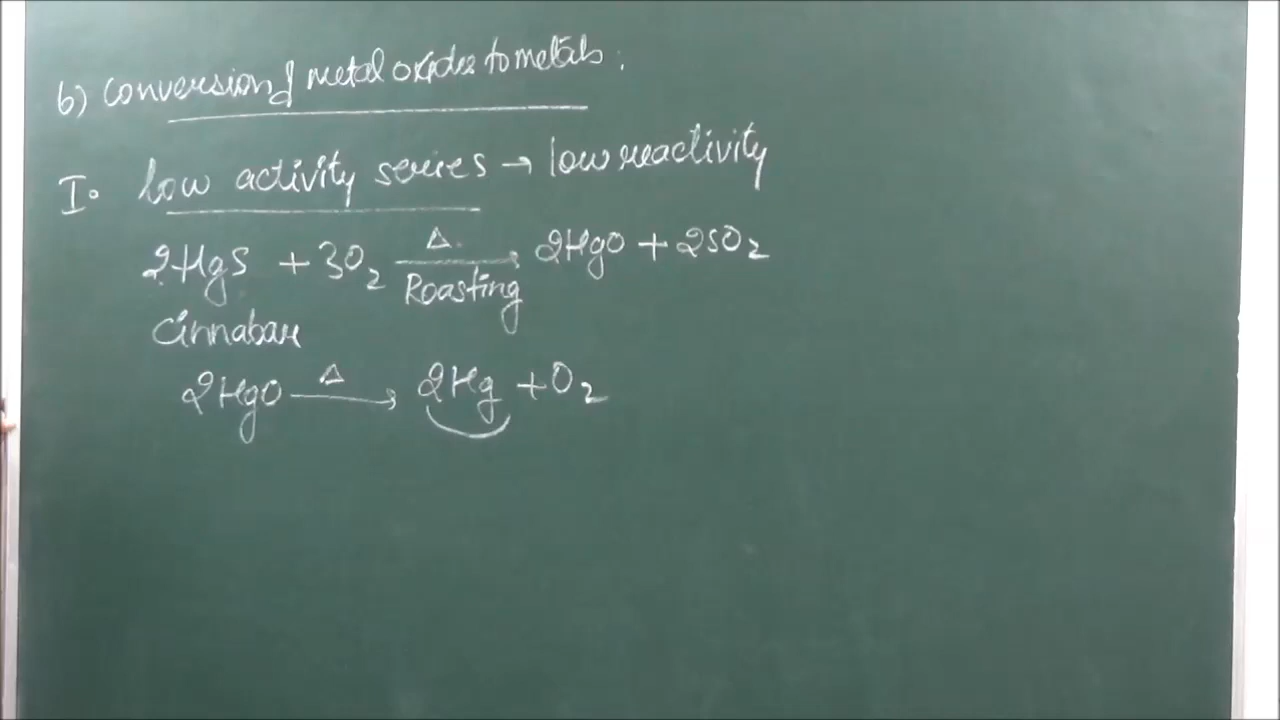 b) Conversion of metal oxides to metals :
I. low activity series → low reactivity
2HgS + 3O₂ —Δ→ Roasting 2HgO + 2SO₂
Cinnabar
2HgO —Δ→ 2Hg + O₂